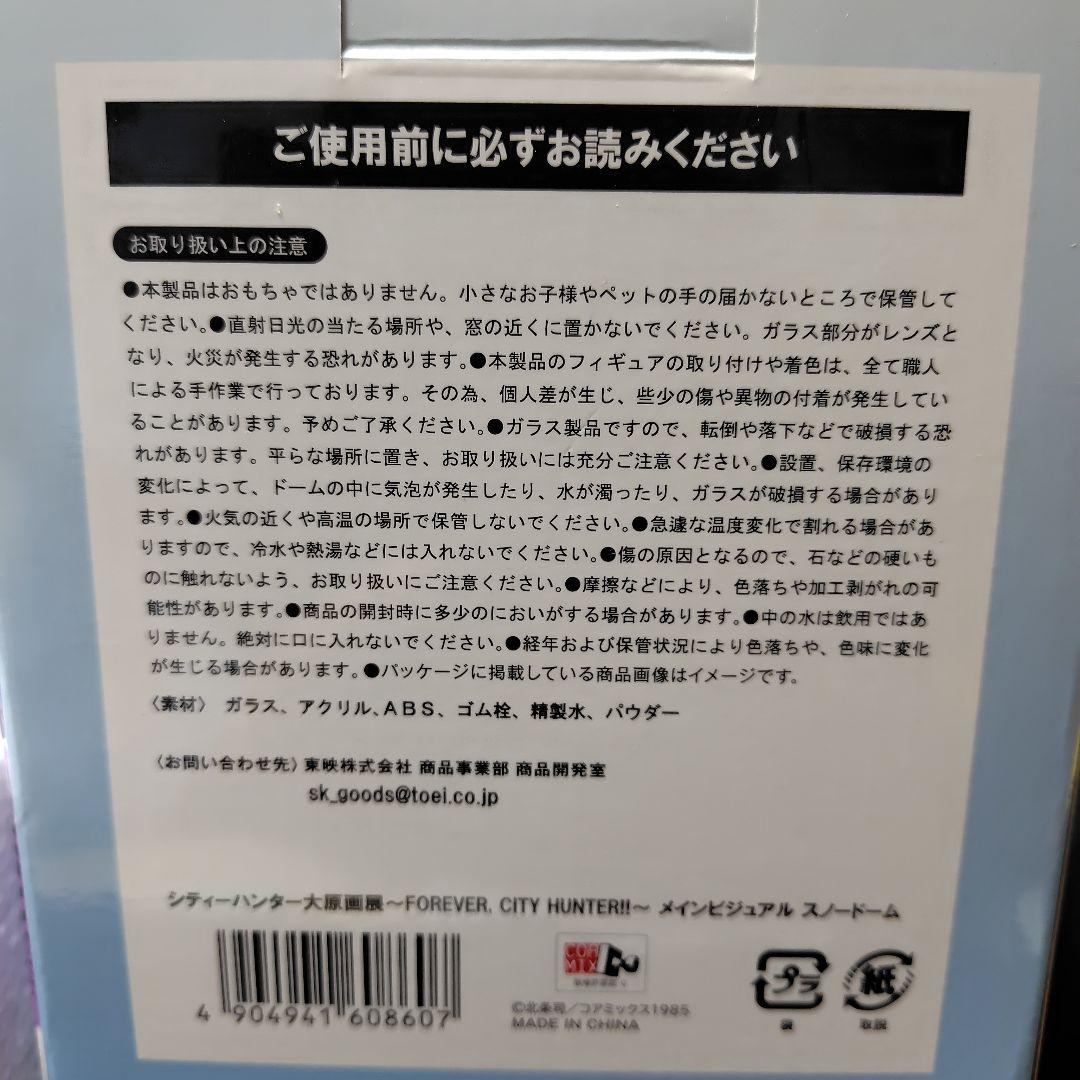 ご使用前に必ずお読みください
お取り扱い上の注意
●本製品はおもちゃではありません。小さなお子様やペットの手の届かないところで保管して
ください。●直射日光の当たる場所や、窓の近くに置かないでください。ガラス部分がレンズと
なり、火災が発生する恐れがあります。●本製品のフィギュアの取り付けや着色は、全て職人
による手作業で行っております。その為、個人差が生じ、些少の傷や異物の付着が発生してい
ることがあります。予めご了承ください。●ガラス製品ですので、転倒や落下などで破損する恐
れがあります。平らな場所に置き、お取り扱いには充分ご注意ください。●設置、保存環境の
変化によって、ドームの中に気泡が発生したり、水が濁ったり、ガラスが破損する場合があり
ます。●火気の近くや高温の場所で保管しないでください。●急遽な温度変化で割れる場合があ
りますので、冷水や熱湯などには入れないでください。●傷の原因となるので、石などの硬いも
のに触れないよう、お取り扱いにご注意ください。●摩擦などにより、色落ちや加工剥がれの可
能性があります。●商品の開封時に多少のにおいがする場合があります。●中の水は飲用ではあ
りません。絶対に口に入れないでください。●経年および保管状況により色落ちや、色味に変化
が生じる場合があります。●パッケージに掲載している商品画像はイメージです。
〈素材〉 ガラス、アクリル、ABS、ゴム栓、精製水、パウダー
〈お問い合わせ先〉東映株式会社 商品事業部 商品開発室
sk_goods@toei.co.jp
シティーハンター大原画展～FOREVER, CITY HUNTER!!～ メインビジュアル スノードーム
4 904941 608607
COR
MIX
©北条司／コアミックス1985
MADE IN CHINA
プラ
袋
紙
取説